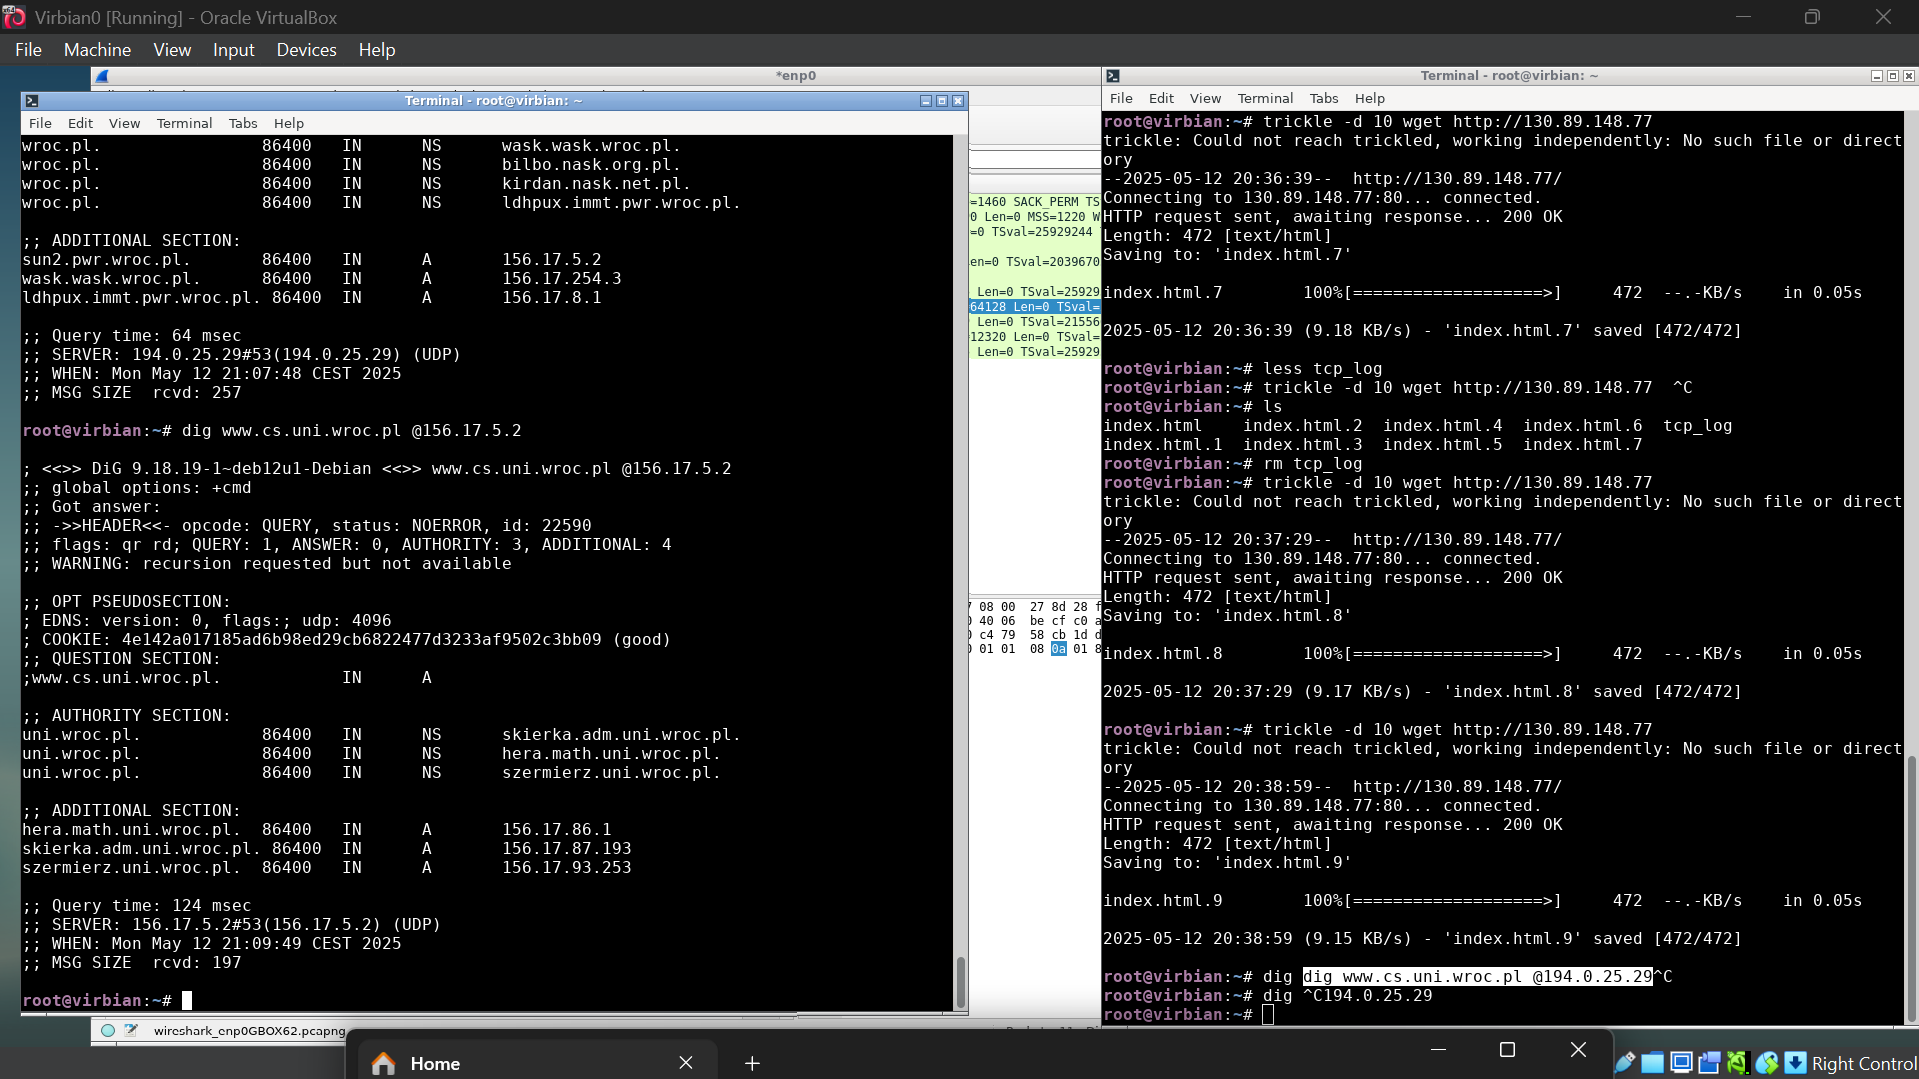 Virbian0 [Running] - Oracle VirtualBox
File Machine View Input Devices Help
*enp0
Terminal - root@virbian: ~
File Edit View Terminal Tabs Help
wroc.pl. 86400 IN NS wask.wask.wroc.pl.
wroc.pl. 86400 IN NS bilbo.nask.org.pl.
wroc.pl. 86400 IN NS kirdan.nask.net.pl.
wroc.pl. 86400 IN NS ldhpux.immt.pwr.wroc.pl.
;; ADDITIONAL SECTION:
sun2.pwr.wroc.pl. 86400 IN A 156.17.5.2
wask.wask.wroc.pl. 86400 IN A 156.17.254.3
ldhpux.immt.pwr.wroc.pl. 86400 IN A 156.17.8.1
;; Query time: 64 msec
;; SERVER: 194.0.25.29#53(194.0.25.29) (UDP)
;; WHEN: Mon May 12 21:07:48 CEST 2025
;; MSG SIZE rcvd: 257
root@virbian:~# dig www.cs.uni.wroc.pl @156.17.5.2
; <<>> DiG 9.18.19-1~deb12u1-Debian <<>> www.cs.uni.wroc.pl @156.17.5.2
;; global options: +cmd
;; Got answer:
;; ->>HEADER<<- opcode: QUERY, status: NOERROR, id: 22590
;; flags: qr rd; QUERY: 1, ANSWER: 0, AUTHORITY: 3, ADDITIONAL: 4
;; WARNING: recursion requested but not available
;; OPT PSEUDOSECTION:
; EDNS: version: 0, flags:; udp: 4096
; COOKIE: 4e142a017185ad6b98ed29cb6822477d3233af9502c3bb09 (good)
;; QUESTION SECTION:
;www.cs.uni.wroc.pl. IN A
;; AUTHORITY SECTION:
uni.wroc.pl. 86400 IN NS skierka.adm.uni.wroc.pl.
uni.wroc.pl. 86400 IN NS hera.math.uni.wroc.pl.
uni.wroc.pl. 86400 IN NS szermierz.uni.wroc.pl.
;; ADDITIONAL SECTION:
hera.math.uni.wroc.pl. 86400 IN A 156.17.86.1
skierka.adm.uni.wroc.pl. 86400 IN A 156.17.87.193
szermierz.uni.wroc.pl. 86400 IN A 156.17.93.253
;; Query time: 124 msec
;; SERVER: 156.17.5.2#53(156.17.5.2) (UDP)
;; WHEN: Mon May 12 21:09:49 CEST 2025
;; MSG SIZE rcvd: 197
root@virbian:~#
=1460 SACK_PERM TS
0 Len=0 MSS=1220 W
=0 TSval=25929244
en=0 TSval=2039670
Len=0 TSval=25929
64128 Len=0 TSval=
Len=0 TSval=21556
12320 Len=0 TSval=
Len=0 TSval=25929
08 00 27 8d 28
40 06 be cf c0
c4 79 58 cb 1d
01 01 08 0a 01
wireshark_enp0GBOX62.pcapng
Terminal - root@virbian: ~
File Edit View Terminal Tabs Help
root@virbian:~# trickle -d 10 wget http://130.89.148.77
trickle: Could not reach trickled, working independently: No such file or direct
ory
--2025-05-12 20:36:39-- http://130.89.148.77/
Connecting to 130.89.148.77:80... connected.
HTTP request sent, awaiting response... 200 OK
Length: 472 [text/html]
Saving to: 'index.html.7'
index.html.7 100%[===================>] 472 --.-KB/s in 0.05s
2025-05-12 20:36:39 (9.18 KB/s) - 'index.html.7' saved [472/472]
root@virbian:~# less tcp_log
root@virbian:~# trickle -d 10 wget http://130.89.148.77 ^C
root@virbian:~# ls
index.html index.html.2 index.html.4 index.html.6 tcp_log
index.html.1 index.html.3 index.html.5 index.html.7
root@virbian:~# rm tcp_log
root@virbian:~# trickle -d 10 wget http://130.89.148.77
trickle: Could not reach trickled, working independently: No such file or direct
ory
--2025-05-12 20:37:29-- http://130.89.148.77/
Connecting to 130.89.148.77:80... connected.
HTTP request sent, awaiting response... 200 OK
Length: 472 [text/html]
Saving to: 'index.html.8'
index.html.8 100%[===================>] 472 --.-KB/s in 0.05s
2025-05-12 20:37:29 (9.17 KB/s) - 'index.html.8' saved [472/472]
root@virbian:~# trickle -d 10 wget http://130.89.148.77
trickle: Could not reach trickled, working independently: No such file or direct
ory
--2025-05-12 20:38:59-- http://130.89.148.77/
Connecting to 130.89.148.77:80... connected.
HTTP request sent, awaiting response... 200 OK
Length: 472 [text/html]
Saving to: 'index.html.9'
index.html.9 100%[===================>] 472 --.-KB/s in 0.05s
2025-05-12 20:38:59 (9.15 KB/s) - 'index.html.9' saved [472/472]
root@virbian:~# dig dig www.cs.uni.wroc.pl @194.0.25.29^C
root@virbian:~# dig ^C194.0.25.29
root@virbian:~#
Home
Right Control